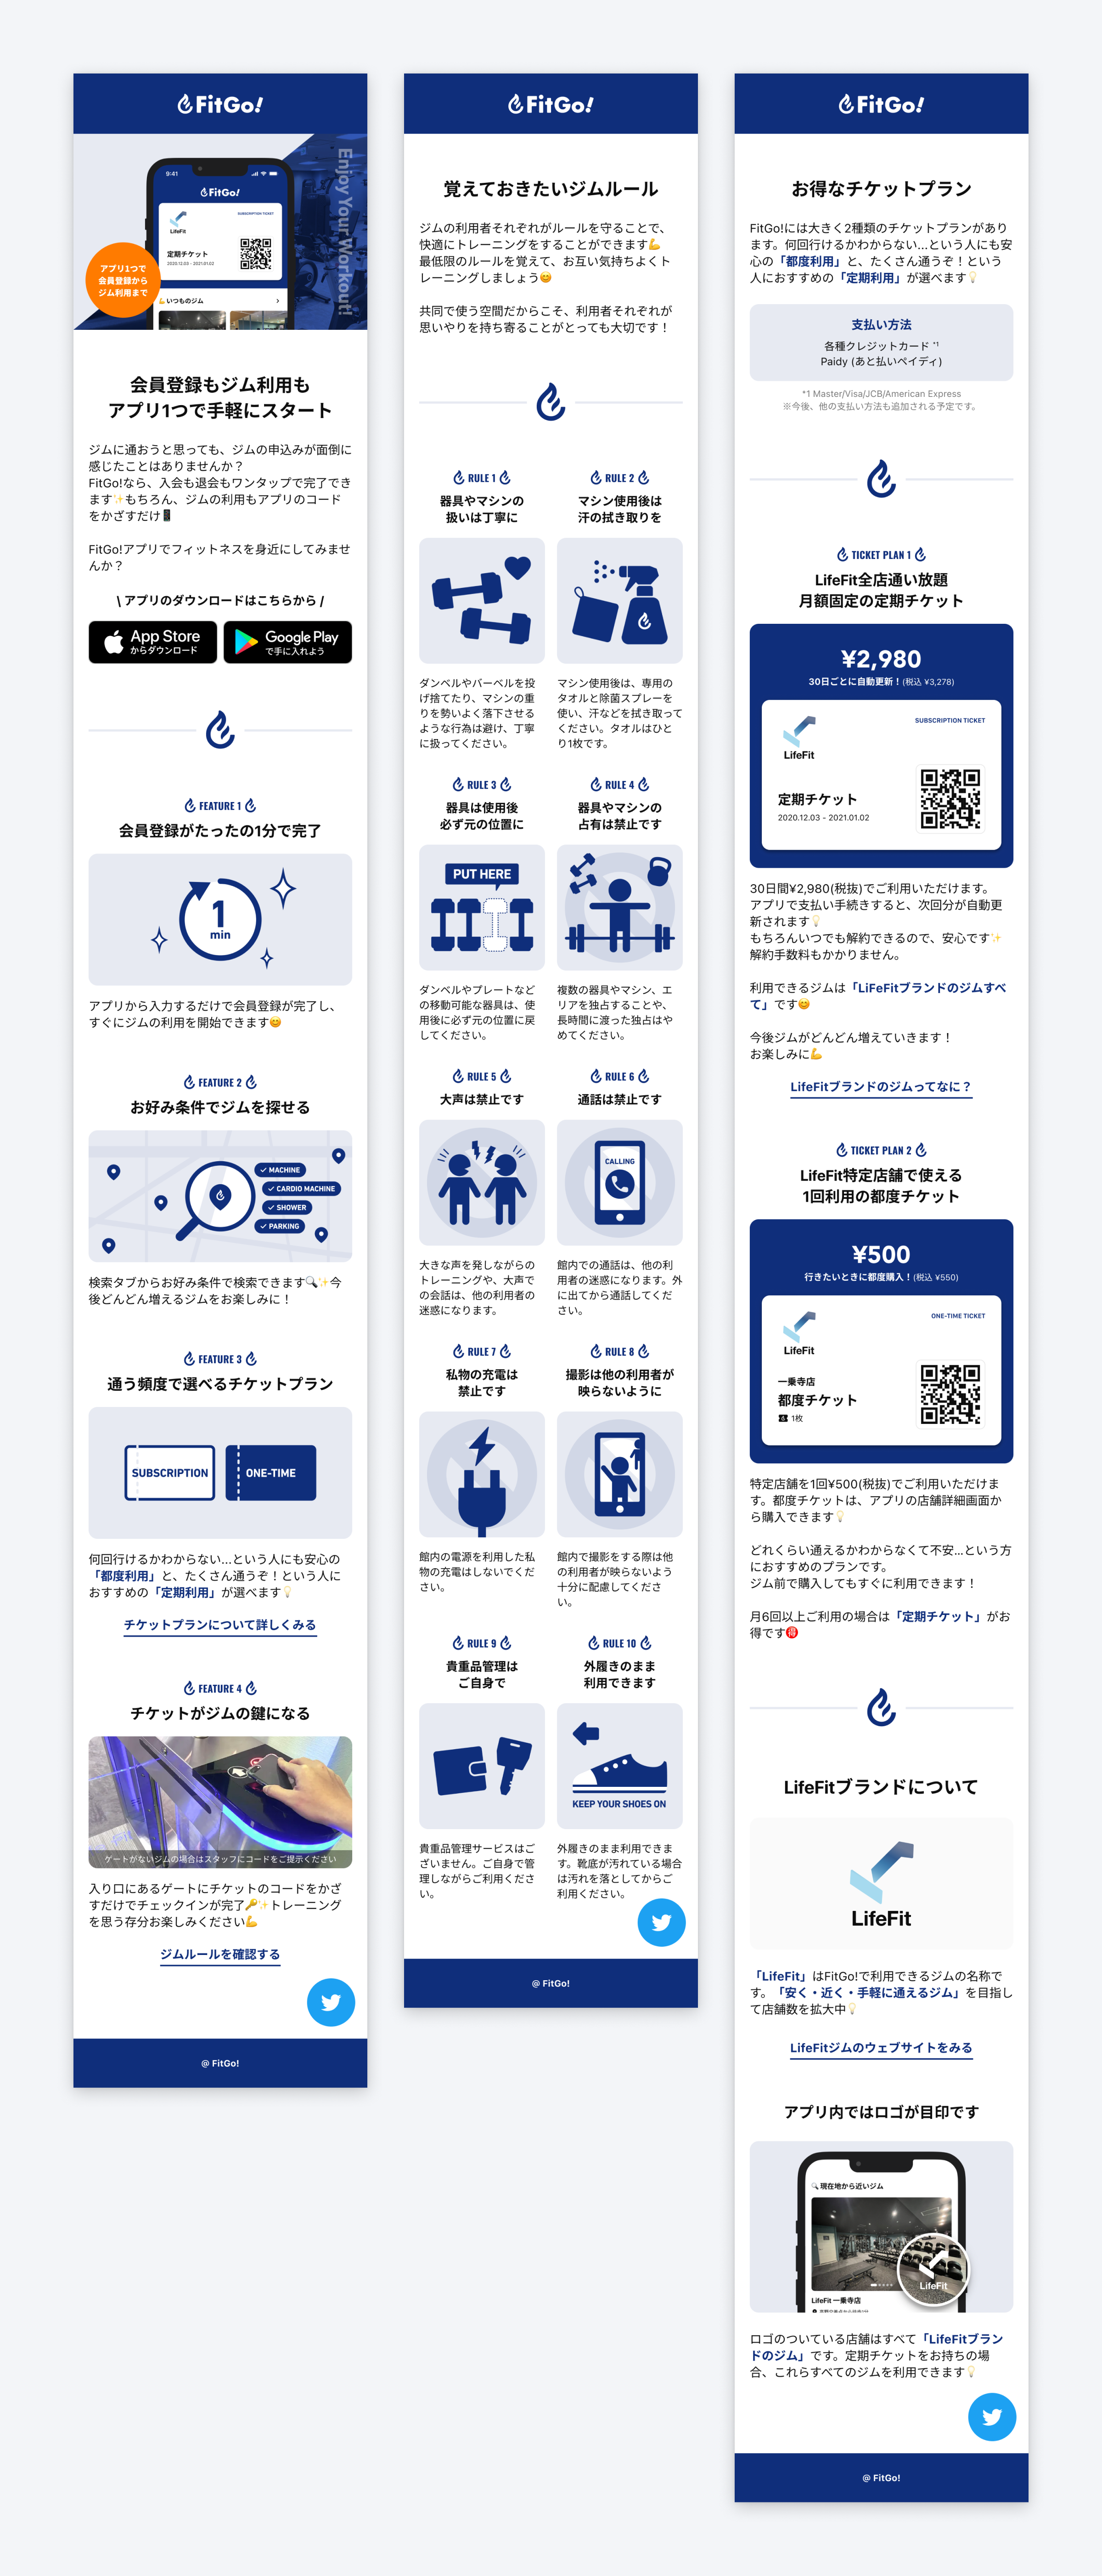 FitGo!
9:41
FitGo!
SUBSCRIPTION TICKET
LifeFit
定期チケット
2020.12.03 - 2021.01.02
💪いつものジム
Enjoy Your Workout!
アプリ1つで
会員登録から
ジム利用まで
会員登録もジム利用も
アプリ1つで手軽にスタート
ジムに通おうと思っても、ジムの申込みが面倒に
感じたことはありませんか？
FitGo!なら、入会も退会もワンタップで完了でき
ます✨もちろん、ジムの利用もアプリのコード
をかざすだけ📱
FitGo!アプリでフィットネスを身近にしてみませ
んか？
\ アプリのダウンロードはこちらから /
App Store
からダウンロード
Google Play
で手に入れよう
FEATURE 1
会員登録がたったの1分で完了
1
min
アプリから入力するだけで会員登録が完了し、
すぐにジムの利用を開始できます😊
FEATURE 2
お好み条件でジムを探せる
MACHINE
CARDIO MACHINE
SHOWER
PARKING
検索タブからお好み条件で検索できます🔍✨今
後どんどん増えるジムをお楽しみに！
FEATURE 3
通う頻度で選べるチケットプラン
SUBSCRIPTION
ONE-TIME
何回行けるかわからない...という人にも安心の
「都度利用」と、たくさん通うぞ！という人に
おすすめの「定期利用」が選べます💡
チケットプランについて詳しくみる
FEATURE 4
チケットがジムの鍵になる
ゲートがないジムの場合はスタッフにコードをご提示ください
入り口にあるゲートにチケットのコードをかざ
すだけでチェックインが完了🔑✨トレーニング
を思う存分お楽しみください💪
ジムルールを確認する
@ FitGo!
FitGo!
覚えておきたいジムルール
ジムの利用者それぞれがルールを守ることで、
快適にトレーニングをすることができます💪
最低限のルールを覚えて、お互い気持ちよくト
レーニングしましょう😊
共同で使う空間だからこそ、利用者それぞれが
思いやりを持ち寄ることがとっても大切です！
RULE 1
器具やマシンの
扱いは丁寧に
ダンベルやバーベルを投
げ捨てたり、マシンの重
りを勢いよく落下させる
ような行為は避け、丁寧
に扱ってください。
RULE 2
マシン使用後は
汗の拭き取りを
マシン使用後は、専用の
タオルと除菌スプレーを
使い、汗などを拭き取って
ください。タオルはひと
り1枚です。
RULE 3
器具は使用後
必ず元の位置に
PUT HERE
ダンベルやプレートなど
の移動可能な器具は、使
用後に必ず元の位置に戻
してください。
RULE 4
器具やマシンの
占有は禁止です
複数の器具やマシン、エ
リアを独占することや、
長時間に渡った独占はや
めてください。
RULE 5
大声は禁止です
大きな声を発しながらの
トレーニングや、大声で
の会話は、他の利用者の
迷惑になります。
RULE 6
通話は禁止です
CALLING
館内での通話は、他の利
用者の迷惑になります。外
に出てから通話してくだ
さい。
RULE 7
私物の充電は
禁止です
館内の電源を利用した私
物の充電はしないでくだ
さい。
RULE 8
撮影は他の利用者が
映らないように
館内で撮影をする際は他
の利用者が映らないよう
十分に配慮してくださ
い。
RULE 9
貴重品管理は
ご自身で
貴重品管理サービスはご
ざいません。ご自身で管
理しながらご利用くださ
い。
RULE 10
外履きのまま
利用できます
KEEP YOUR SHOES ON
外履きのまま利用できま
す。靴底が汚れている場合
は汚れを落としてからご
利用ください。
@ FitGo!
FitGo!
お得なチケットプラン
FitGo!には大きく2種類のチケットプランがあり
ます。何回行けるかわからない...という人にも安
心の「都度利用」と、たくさん通うぞ！という
人におすすめの「定期利用」が選べます💡
支払い方法
各種クレジットカード *1
Paidy (あと払いペイディ)
*1 Master/Visa/JCB/American Express
※今後、他の支払い方法も追加される予定です。
TICKET PLAN 1
LifeFit全店通い放題
月額固定の定期チケット
¥2,980
30日ごとに自動更新！(税込 ¥3,278)
SUBSCRIPTION TICKET
LifeFit
定期チケット
2020.12.03 - 2021.01.02
30日間¥2,980(税抜)でご利用いただけます。
アプリで支払い手続きすると、次回分が自動更
新されます💡
もちろんいつでも解約できるので、安心です✨
解約手数料もかかりません。
利用できるジムは「LiFeFitブランドのジムすべ
て」です😊
今後ジムがどんどん増えていきます！
お楽しみに💪
LifeFitブランドのジムってなに？
TICKET PLAN 2
LifeFit特定店舗で使える
1回利用の都度チケット
¥500
行きたいときに都度購入！(税込 ¥550)
ONE-TIME TICKET
LifeFit
一乗寺店
都度チケット
1枚
特定店舗を1回¥500(税抜)でご利用いただけま
す。都度チケットは、アプリの店舗詳細画面か
ら購入できます💡
どれくらい通えるかわからなくて不安...という方
におすすめのプランです。
ジム前で購入してもすぐに利用できます！
月6回以上ご利用の場合は「定期チケット」がお
得です🉐
LifeFitブランドについて
LifeFit
「LifeFit」はFitGo!で利用できるジムの名称で
す。「安く・近く・手軽に通えるジム」を目指し
て店舗数を拡大中💡
LifeFitジムのウェブサイトをみる
アプリ内ではロゴが目印です
🔍現在地から近いジム
LifeFit
LifeFit 一乗寺店
ロゴのついている店舗はすべて「LifeFitブラン
ドのジム」です。定期チケットをお持ちの場
合、これらすべてのジムを利用できます💡
@ FitGo!